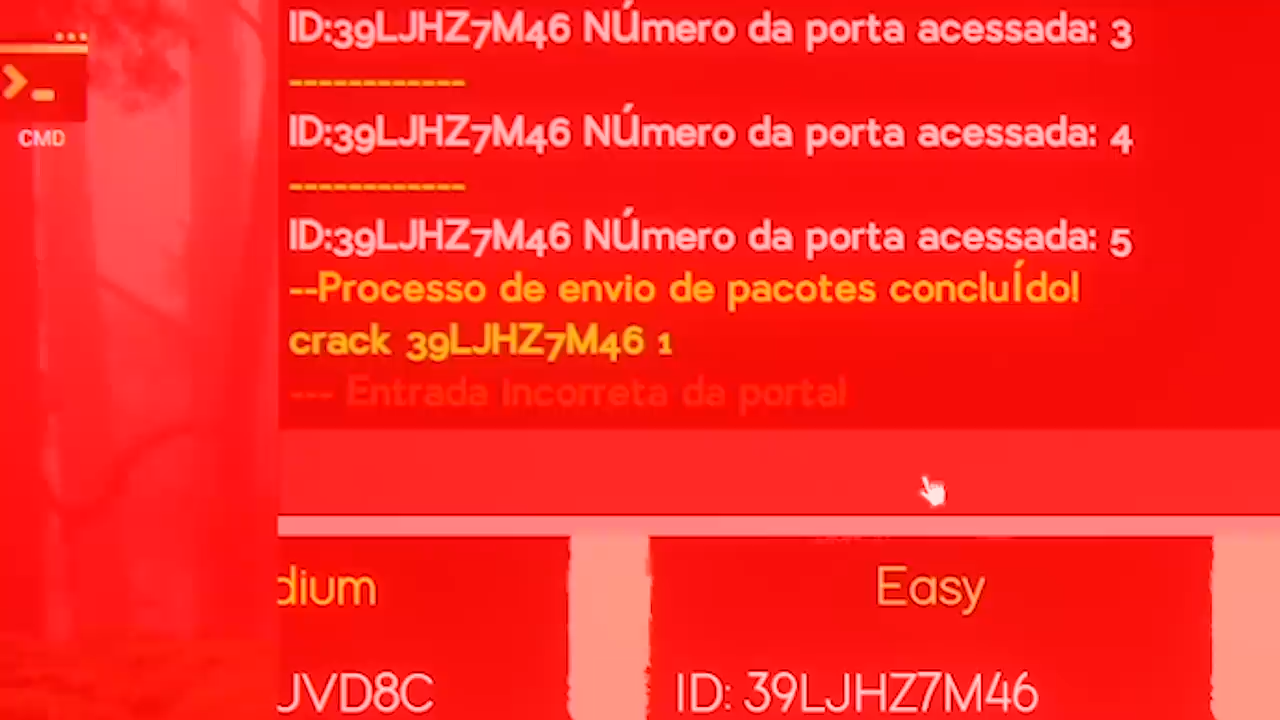 ID:39LJHZ7M46 NÚmero da porta acessada: 3
------------
ID:39LJHZ7M46 NÚmero da porta acessada: 4
------------
ID:39LJHZ7M46 NÚmero da porta acessada: 5
--Processo de envio de pacotes concluÍdol
crack 39LJHZ7M46 1
--- Entrada Incorreta da portal
CMD
dium
Easy
JVD8C
ID: 39LJHZ7M46